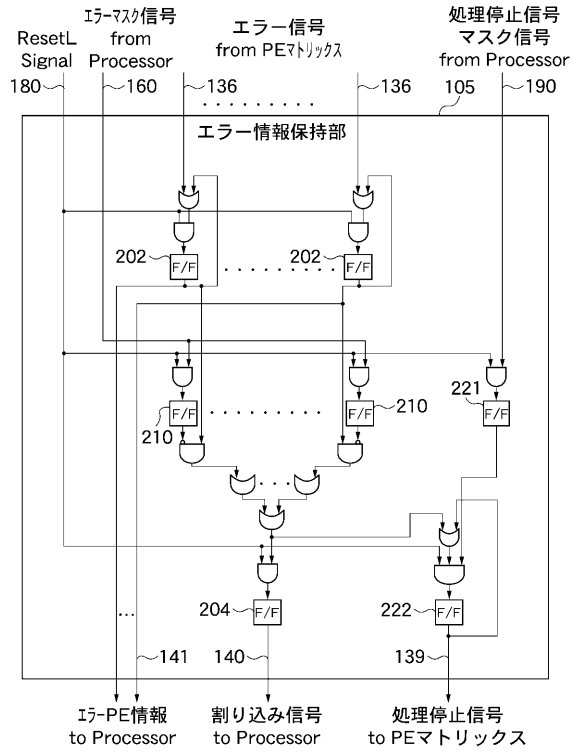 ResetL
Signal
180
エラーマスク信号
from
Processor
160
エラー信号
from PEマトリックス
136
136
処理停止信号
マスク信号
from Processor
190
105
エラー情報保持部
202
F/F
202
F/F
210
F/F
F/F
210
221
F/F
204
F/F
222
F/F
141
140
139
エラーPE情報
to Processor
割り込み信号
to Processor
処理停止信号
to PEマトリックス